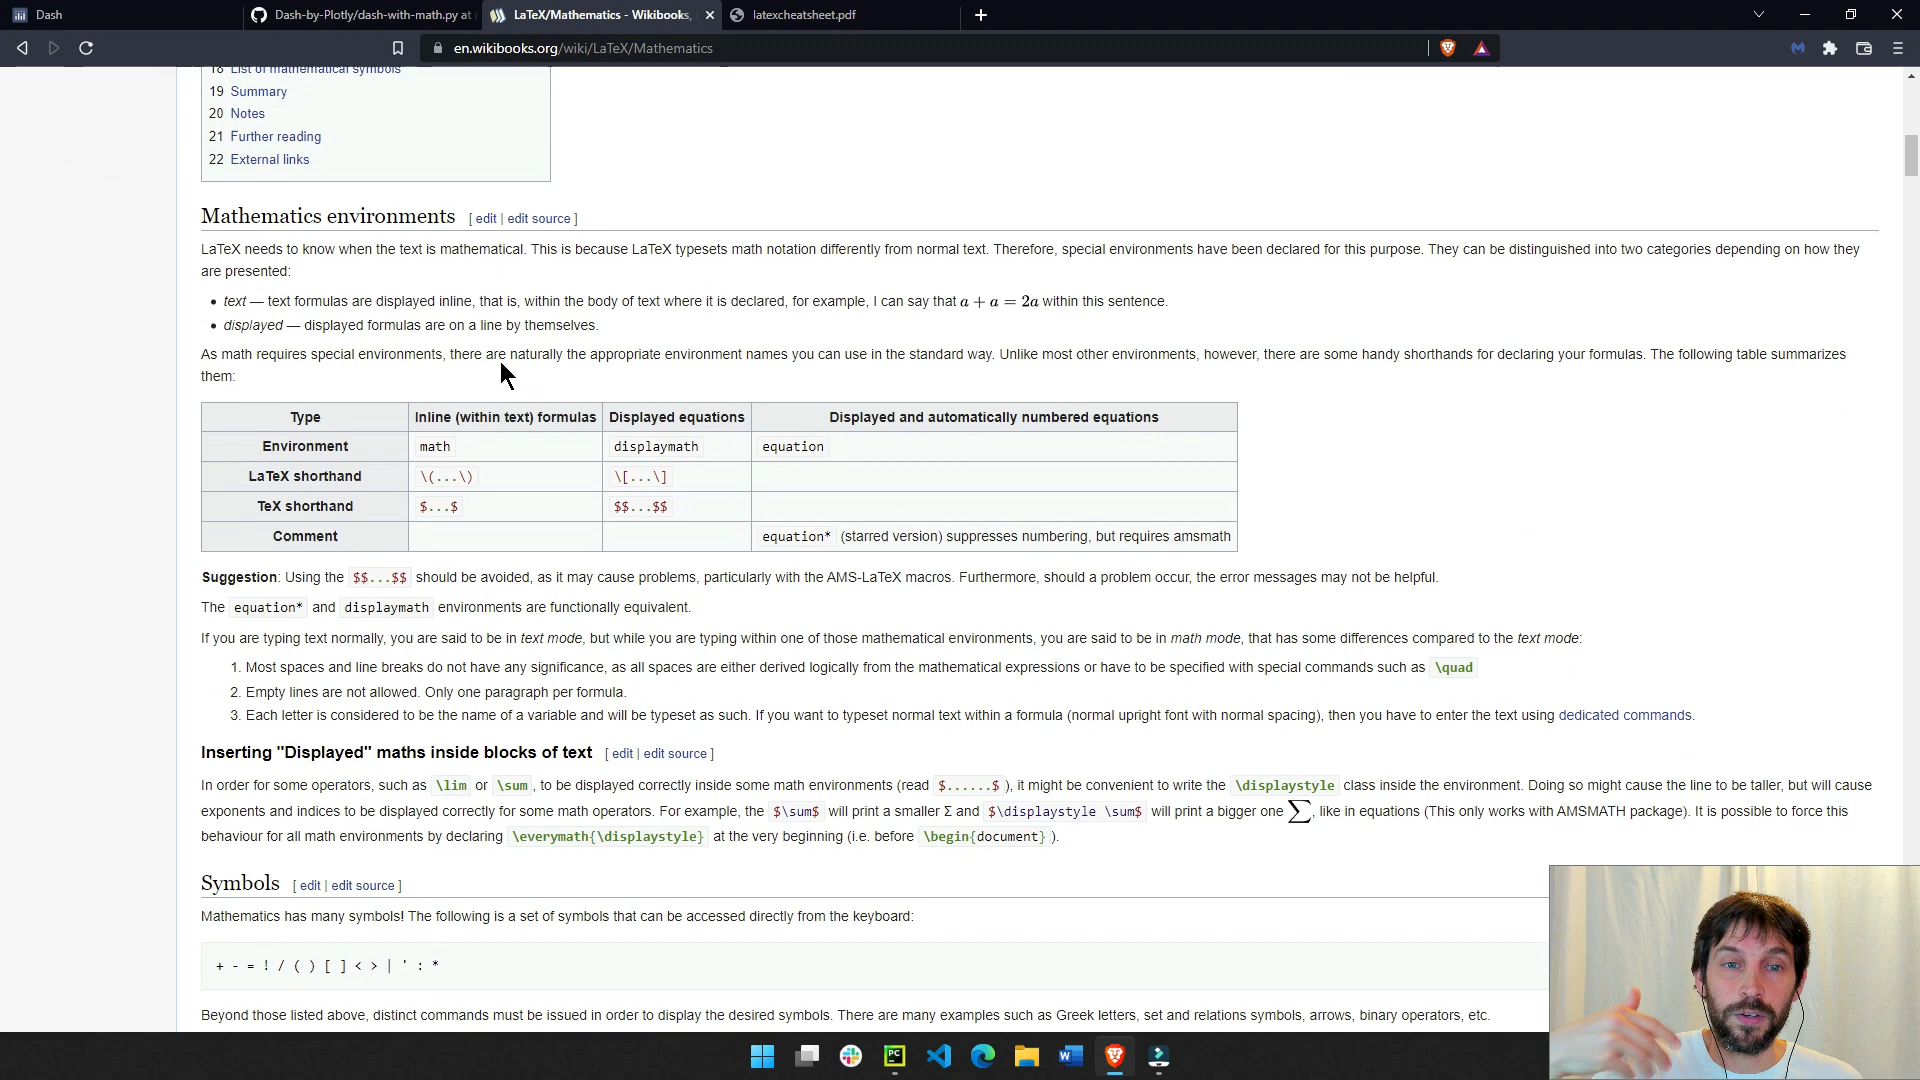 Dash
Dash-by-Plotly/dash-with-math.py at
LaTeX/Mathematics - Wikibooks,
latexcheatsheet.pdf
en.wikibooks.org/wiki/LaTeX/Mathematics
18 List of mathematical symbols
19 Summary
20 Notes
21 Further reading
22 External links
Mathematics environments [ edit | edit source ]
LaTeX needs to know when the text is mathematical. This is because LaTeX typesets math notation differently from normal text. Therefore, special environments have been declared for this purpose. They can be distinguished into two categories depending on how they
are presented:
• text — text formulas are displayed inline, that is, within the body of text where it is declared, for example, I can say that a + a = 2a within this sentence.
• displayed — displayed formulas are on a line by themselves.
As math requires special environments, there are naturally the appropriate environment names you can use in the standard way. Unlike most other environments, however, there are some handy shorthands for declaring your formulas. The following table summarizes
them:
Type Inline (within text) formulas Displayed equations Displayed and automatically numbered equations
Environment math displaymath equation
LaTeX shorthand \(...\) \[...\]
TeX shorthand $...$ $$...$$
Comment equation* (starred version) suppresses numbering, but requires amsmath
Suggestion: Using the $$...$$ should be avoided, as it may cause problems, particularly with the AMS-LaTeX macros. Furthermore, should a problem occur, the error messages may not be helpful.
The equation* and displaymath environments are functionally equivalent.
If you are typing text normally, you are said to be in text mode, but while you are typing within one of those mathematical environments, you are said to be in math mode, that has some differences compared to the text mode:
1. Most spaces and line breaks do not have any significance, as all spaces are either derived logically from the mathematical expressions or have to be specified with special commands such as \quad
2. Empty lines are not allowed. Only one paragraph per formula.
3. Each letter is considered to be the name of a variable and will be typeset as such. If you want to typeset normal text within a formula (normal upright font with normal spacing), then you have to enter the text using dedicated commands.
Inserting "Displayed" maths inside blocks of text [ edit | edit source ]
In order for some operators, such as \lim or \sum , to be displayed correctly inside some math environments (read $......$ ), it might be convenient to write the \displaystyle class inside the environment. Doing so might cause the line to be taller, but will cause
exponents and indices to be displayed correctly for some math operators. For example, the $\sum$ will print a smaller Σ and $\displaystyle \sum$ will print a bigger one ∑, like in equations (This only works with AMSMATH package). It is possible to force this
behaviour for all math environments by declaring \everymath{\displaystyle} at the very beginning (i.e. before \begin{document} ).
Symbols [ edit | edit source ]
Mathematics has many symbols! The following is a set of symbols that can be accessed directly from the keyboard:
+ - = ! / ( ) [ ] < > | ' : *
Beyond those listed above, distinct commands must be issued in order to display the desired symbols. There are many examples such as Greek letters, set and relations symbols, arrows, binary operators, etc.